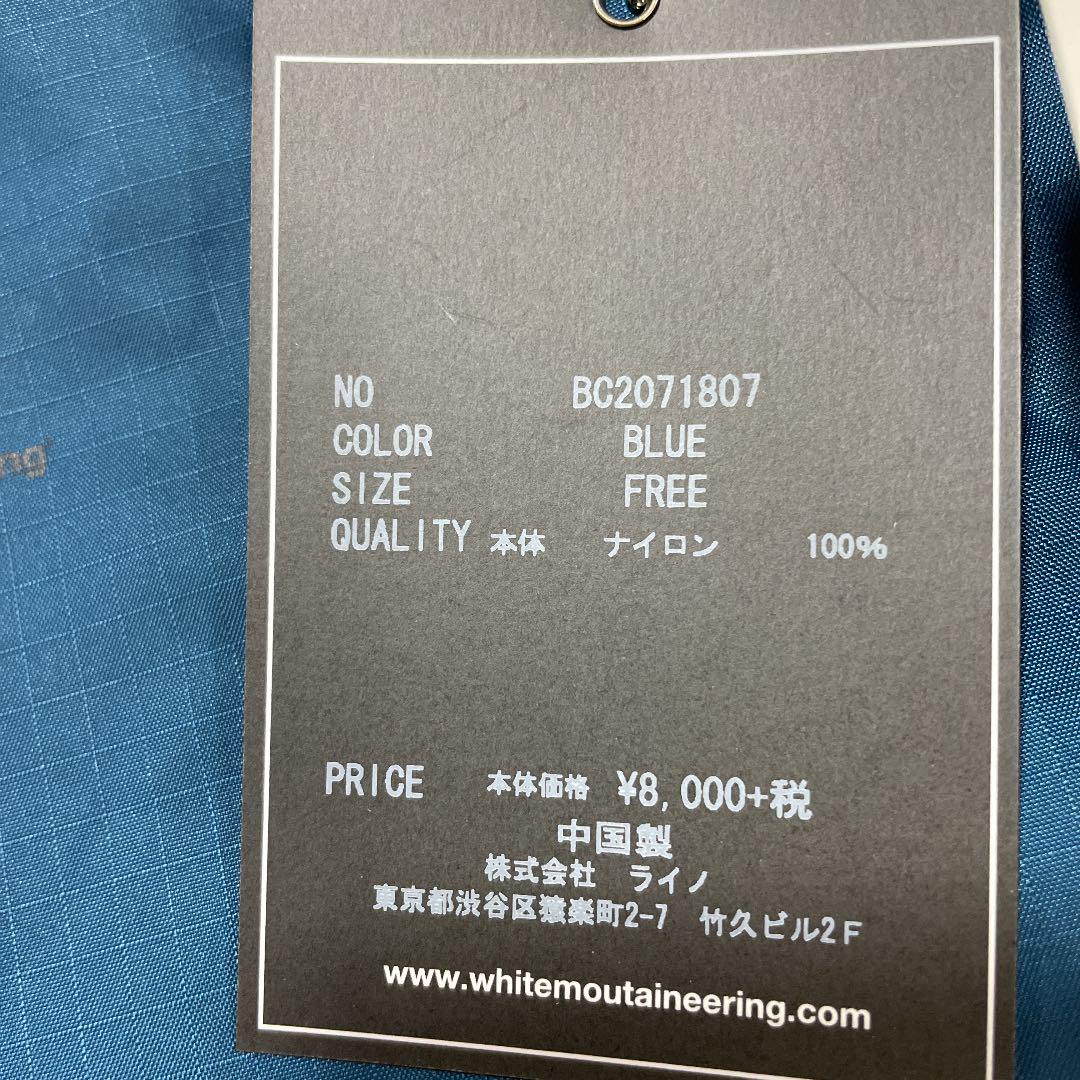 NO BC2071807
COLOR BLUE
SIZE FREE
QUALITY 本体 ナイロン 100%
PRICE 本体価格 ¥8,000+税
中国製
株式会社 ライノ
東京都渋谷区猿楽町2-7 竹久ビル2F
www.whitemoutaineering.com
ng